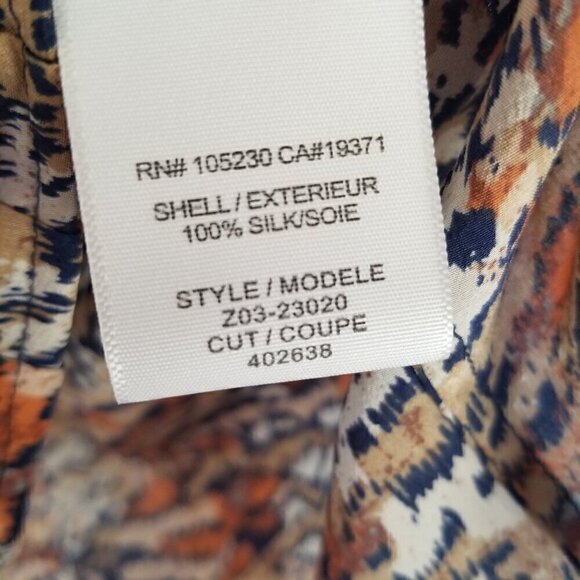 RN# 105230 CA#19371
SHELL / EXTERIEUR
100% SILK/SOIE
STYLE / MODELE
Z03-23020
CUT / COUPE
402638